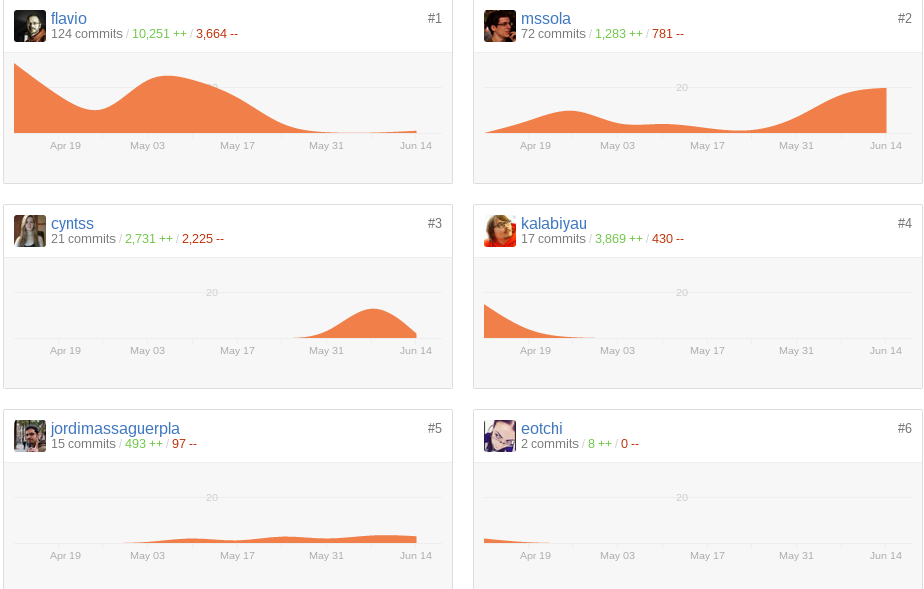 flavio #1
124 commits / 10,251 ++ / 3,664 --
20
Apr 19 May 03 May 17 May 31 Jun 14
mssola #2
72 commits / 1,283 ++ / 781 --
20
Apr 19 May 03 May 17 May 31 Jun 14
cyntss #3
21 commits / 2,731 ++ / 2,225 --
20
Apr 19 May 03 May 17 May 31 Jun 14
kalabiyau #4
17 commits / 3,869 ++ / 430 --
20
Apr 19 May 03 May 17 May 31 Jun 14
jordimassaguerpla #5
15 commits / 493 ++ / 97 --
20
Apr 19 May 03 May 17 May 31 Jun 14
eotchi #6
2 commits / 8 ++ / 0 --
20
Apr 19 May 03 May 17 May 31 Jun 14